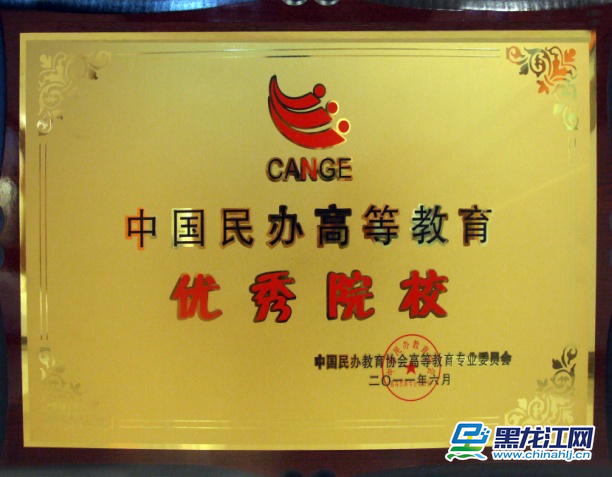 CANGE
中国民办高等教育
优秀院校
中国民办教育协会高等教育专业委员会
二〇一一年六月
黑龙江网
www.chinahlj.cn